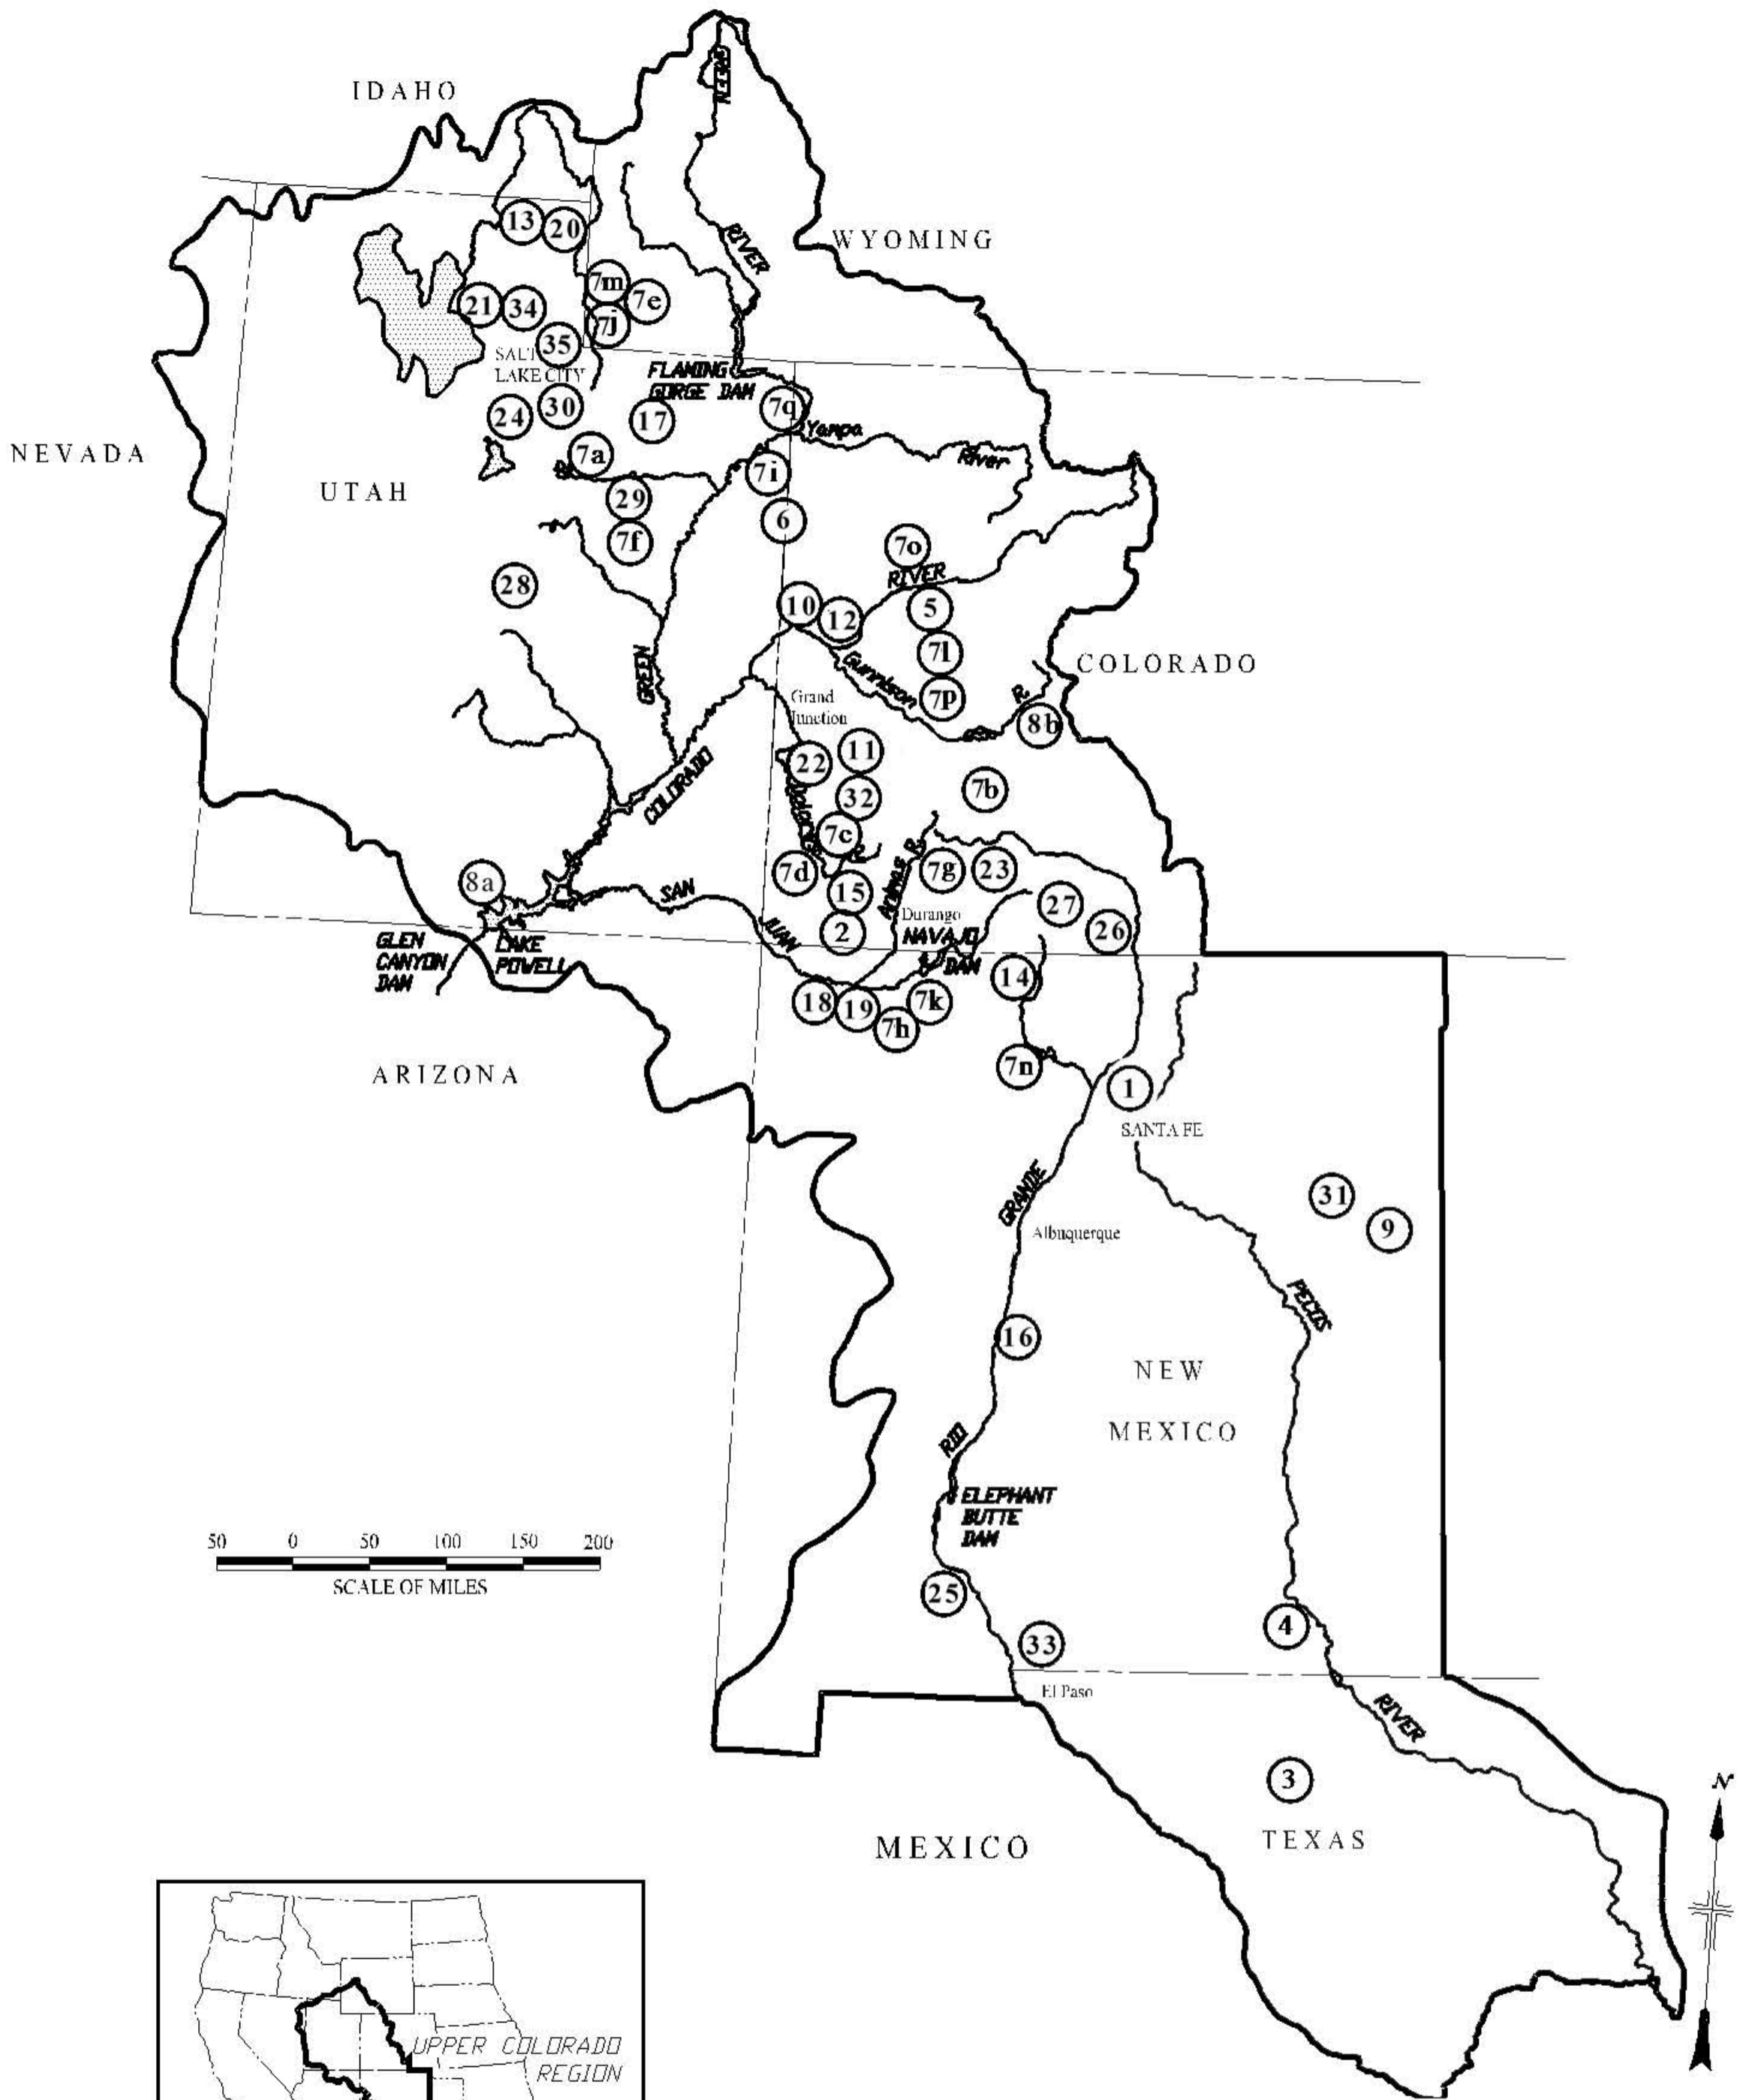 GREEN
IDAHO
RIVER
WYOMING
13
20
7m
7e
21
34
7j
35
SALT
LAKE CITY
FLAMING
GORGE DAM
7q
30
24
17
Yampa
River
NEVADA
7a
7i
UTAH
29
6
7f
7o
28
RIVER
10
12
5
7l
GREEN
Gunnison
COLORADO
7p
R.
8b
Grand
Junction
11
22
COLORADO
32
7b
Dolores
7c
R.
Animas R.
7d
7g
23
8a
15
SAN
27
Durango
2
JUAN
NAVAJO
DAM
26
GLEN
CANYON
DAM
LAKE
POWELL
14
18
19
7k
7h
ARIZONA
7n
1
SANTA FE
31
9
GRANDE
Albuquerque
PECOS
16
NEW
MEXICO
RIO
ELEPHANT
BUTTE
DAM
50 0 50 100 150 200
SCALE OF MILES
25
4
33
El Paso
RIVER
3
N
TEXAS
MEXICO
UPPER COLORADO
REGION